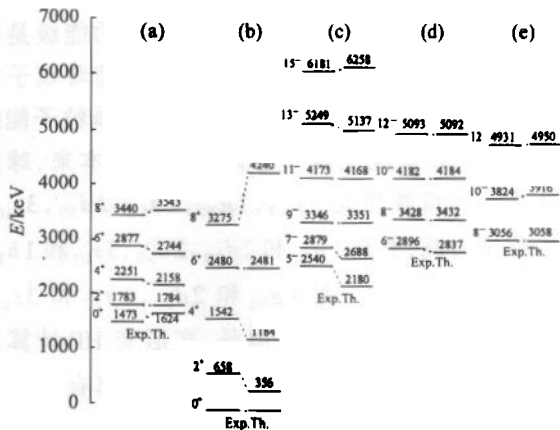 7000
(a) (b) (c) (d) (e)
15⁻ 6181 6258
6000
13⁻ 5249 5137 12⁻ 5093 5092 12 4931 4950
5000
4240 11⁻ 4173 4168 10⁻ 4182 4184
4000
10⁻ 3824 3916
8⁺ 3440 3543 8⁺ 3275 9⁻ 3346 3351 8⁻ 3428 3432
3000
6⁺ 2877 2744 7⁻ 2879 2688 6⁻ 2896 2837 8⁻ 3056 3058
Exp.Th. Exp.Th.
4⁺ 2251 2158 6⁺ 2480 2481 5⁻ 2540 2180
2000
Exp.Th.
2⁺ 1783 1784
0⁺ 1473 1624 4⁺ 1542 1184
Exp.Th.
1000
2⁺ 658 356
0 0⁺
Exp.Th.
E/keV